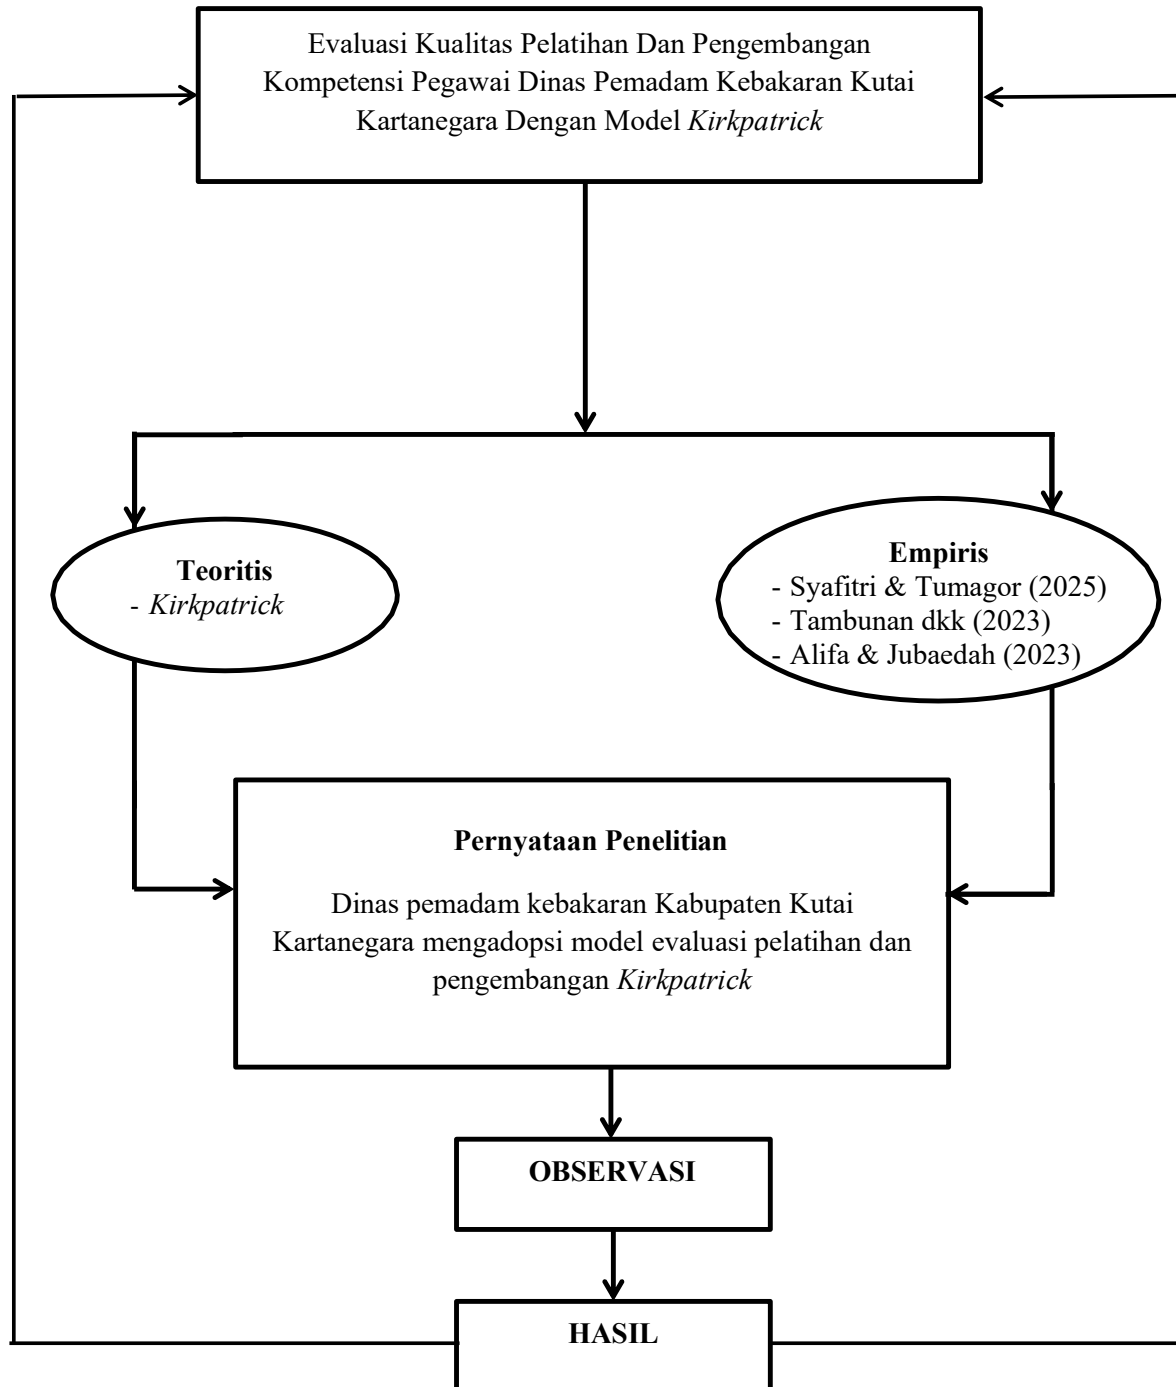 Evaluasi Kualitas Pelatihan Dan Pengembangan
Kompetensi Pegawai Dinas Pemadam Kebakaran Kutai
Kartanegara Dengan Model Kirkpatrick
Teoritis
- Kirkpatrick
Empiris
- Syafitri & Tumagor (2025)
- Tambunan dkk (2023)
- Alifa & Jubaedah (2023)
Pernyataan Penelitian
Dinas pemadam kebakaran Kabupaten Kutai
Kartanegara mengadopsi model evaluasi pelatihan dan
pengembangan Kirkpatrick
OBSERVASI
HASIL